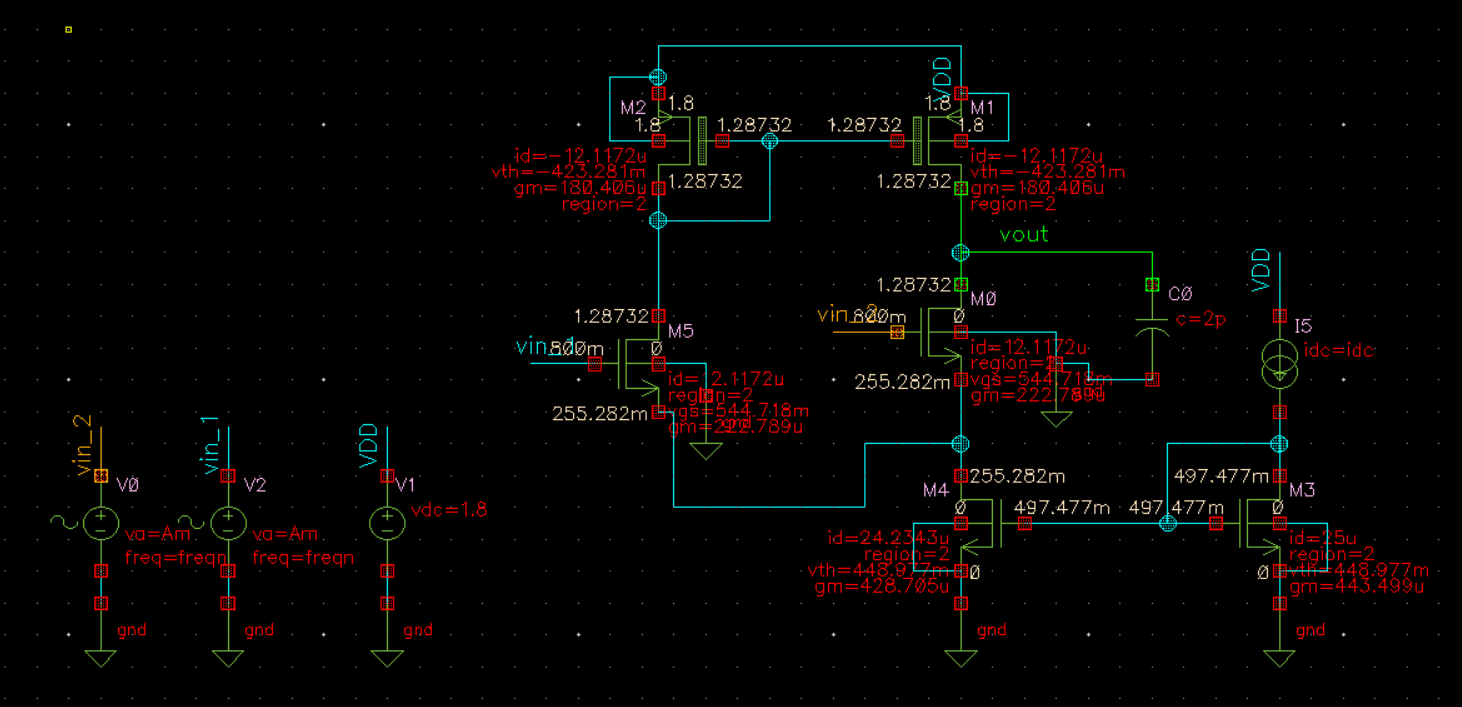 VDD
M2
1.8
1.8
M1
1.8
1.8
1.28732
1.28732
id=-12.1172u
vth=-423.281m
gm=180.406u
region=2
1.28732
1.28732
id=-12.1172u
vth=-423.281m
gm=180.406u
region=2
vout
VDD
1.28732
M0
C0
c=2p
vin_2
800m
0
I5
idc=idc
1.28732
M5
vin_1
800m
0
id=12.1172u
region=2
vgs=544.718m
gm=222.789u
255.282m
id=12.1172u
region=2
vgs=544.718m
gm=222.789u
gnd
255.282m
vin_2
vin_1
VDD
V0
V2
V1
va=Am
freq=freqn
va=Am
freq=freqn
vdc=1.8
gnd
gnd
gnd
255.282m
M4
0
497.477m
497.477m
497.477m
M3
0
id=24.2343u
region=2
vth=448.977m
gm=428.705u
0
id=25u
region=2
vth=448.977m
gm=443.499u
0
gnd
gnd